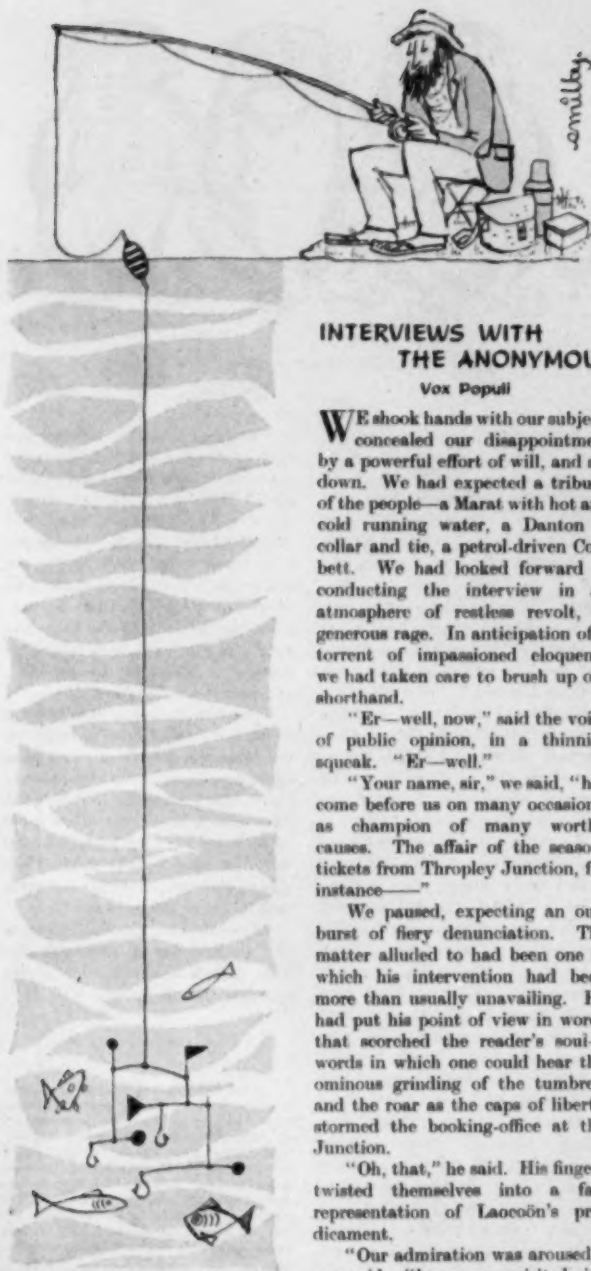 smilby.
INTERVIEWS WITH
THE ANONYMOU
Vox Populi
WE shook hands with our subje
concealed our disappointme
by a powerful effort of will, and s
down. We had expected a tribu
of the people—a Marat with hot a
cold running water, a Danton
collar and tie, a petrol-driven Co
bett. We had looked forward
conducting the interview in a
atmosphere of restless revolt,
generous rage. In anticipation of
torrent of impassioned eloquen
we had taken care to brush up o
shorthand.
"Er—well, now," said the voi
of public opinion, in a thinni
squeak. "Er—well."
"Your name, sir," we said, "h
come before us on many occasion
as champion of many worth
causes. The affair of the seaso
tickets from Thropley Junction, f
instance——"
We paused, expecting an ou
burst of fiery denunciation. Th
matter alluded to had been one
which his intervention had bee
more than usually unavailing. H
had put his point of view in word
that scorched the reader's soul—
words in which one could hear th
ominous grinding of the tumbre
and the roar as the caps of libert
stormed the booking-office at th
Junction.
"Oh, that," he said. His finge
twisted themselves into a fa
representation of Laocoön's pr
dicament.
"Our admiration was aroused,